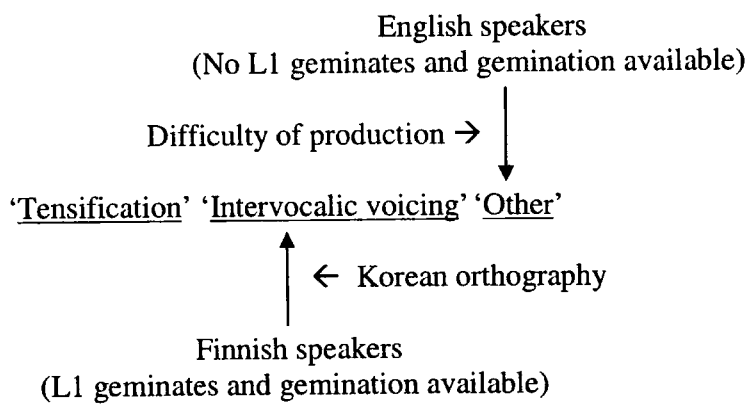 English speakers
(No L1 geminates and gemination available)
Difficulty of production →
‘Tensification’ ‘Intervocalic voicing’ ‘Other’
← Korean orthography
Finnish speakers
(L1 geminates and gemination available)